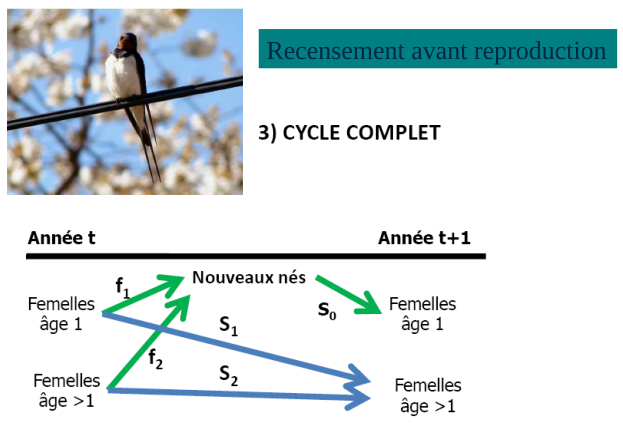 Recensement avant reproduction
3) CYCLE COMPLET
Année t
Année t+1
Nouveaux nés
f1
s0
Femelles
âge 1
Femelles
âge 1
S1
f2
S2
Femelles
âge >1
Femelles
âge >1